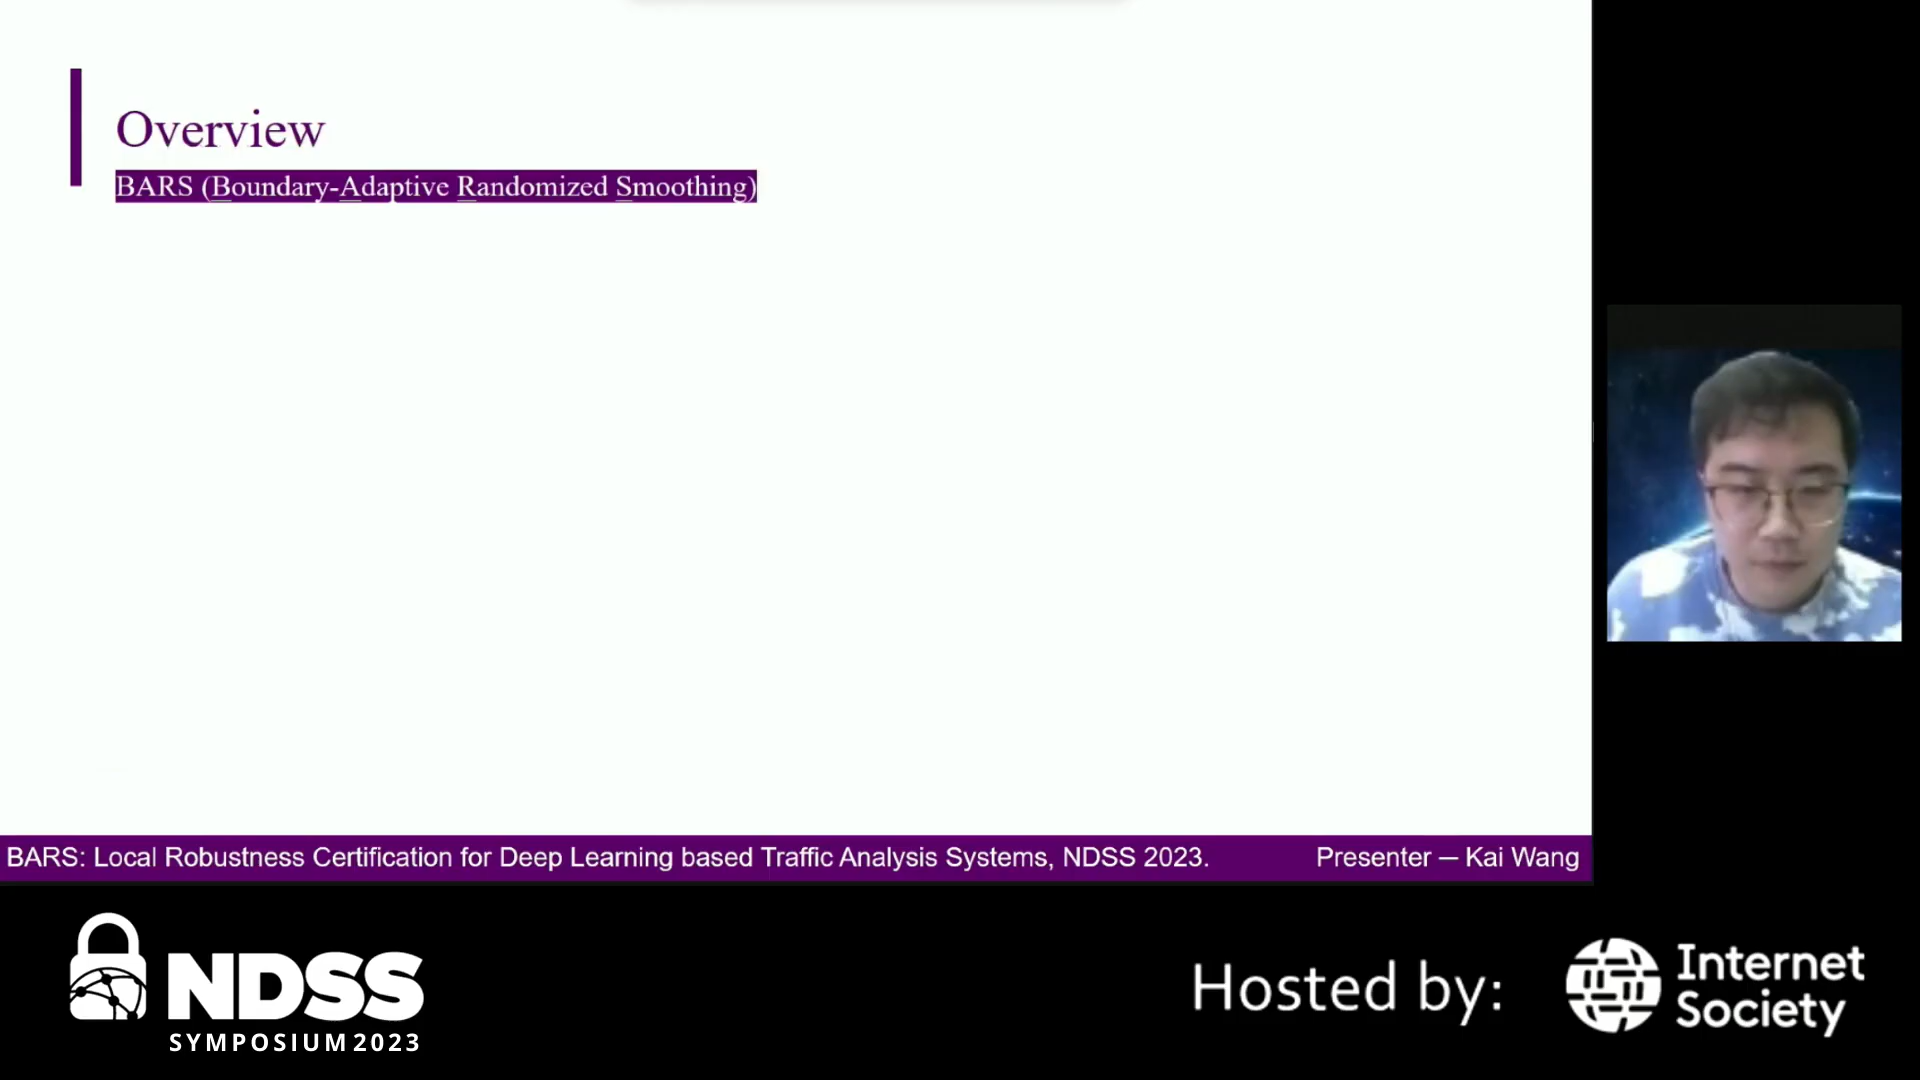 Overview
BARS (Boundary-Adaptive Randomized Smoothing)
BARS: Local Robustness Certification for Deep Learning based Traffic Analysis Systems, NDSS 2023.
Presenter — Kai Wang
NDSS
SYMPOSIUM 2023
Hosted by:
Internet
Society